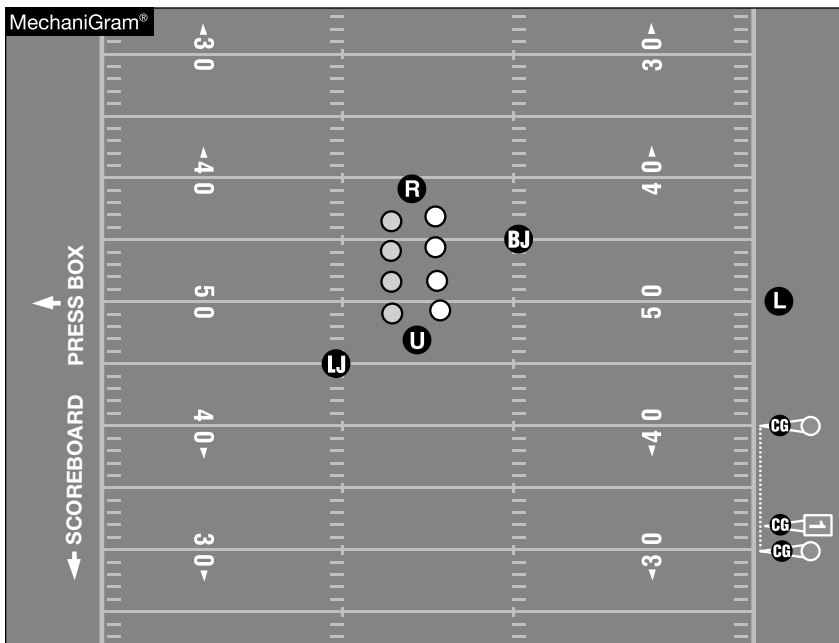 MechaniGram®
30
30
40
R
40
BJ
PRESS BOX
50
50
L
U
LJ
SCOREBOARD
40
40
CG
CG
1
30
30
CG